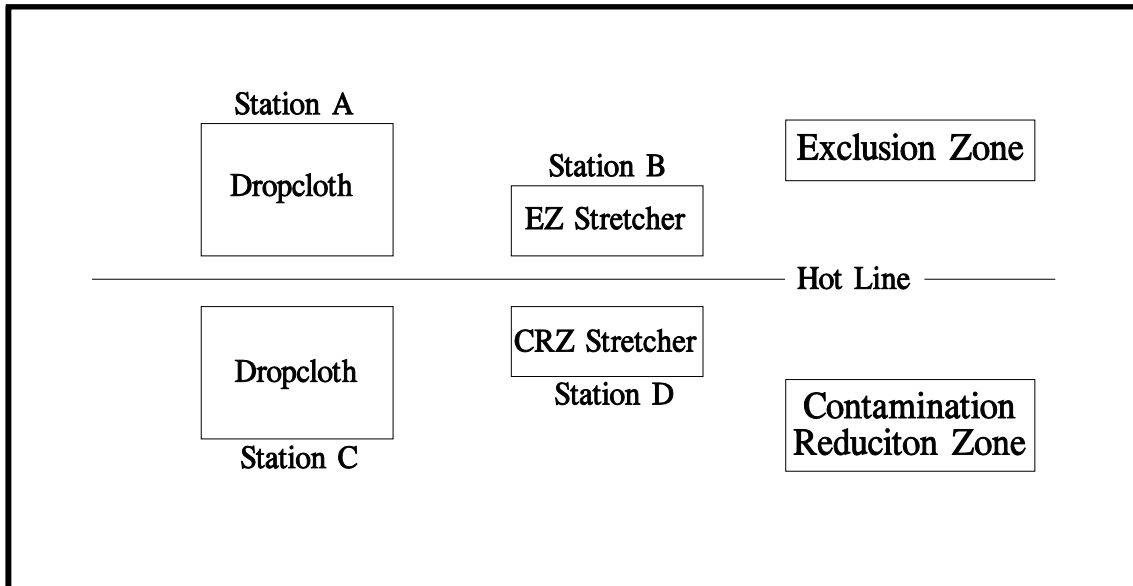 Station A
Dropcloth
Station B
EZ Stretcher
Exclusion Zone
Hot Line
Dropcloth
Station C
CRZ Stretcher
Station D
Contamination
Reduciton Zone